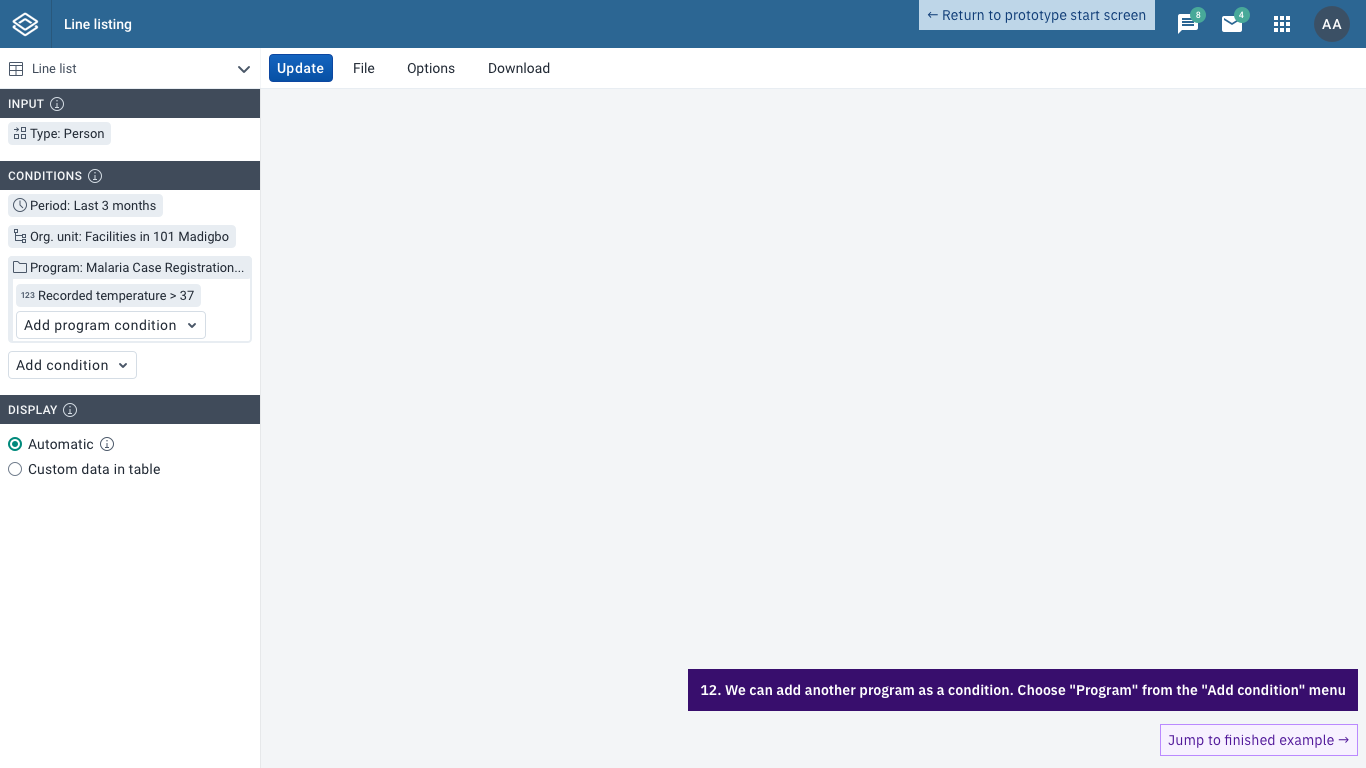 Line listing
← Return to prototype start screen
8
4
AA
Line list
Update
File
Options
Download
INPUT
Type: Person
CONDITIONS
Period: Last 3 months
Org. unit: Facilities in 101 Madigbo
Program: Malaria Case Registration...
123 Recorded temperature > 37
Add program condition
Add condition
DISPLAY
Automatic
Custom data in table
12. We can add another program as a condition. Choose "Program" from the "Add condition" menu
Jump to finished example →